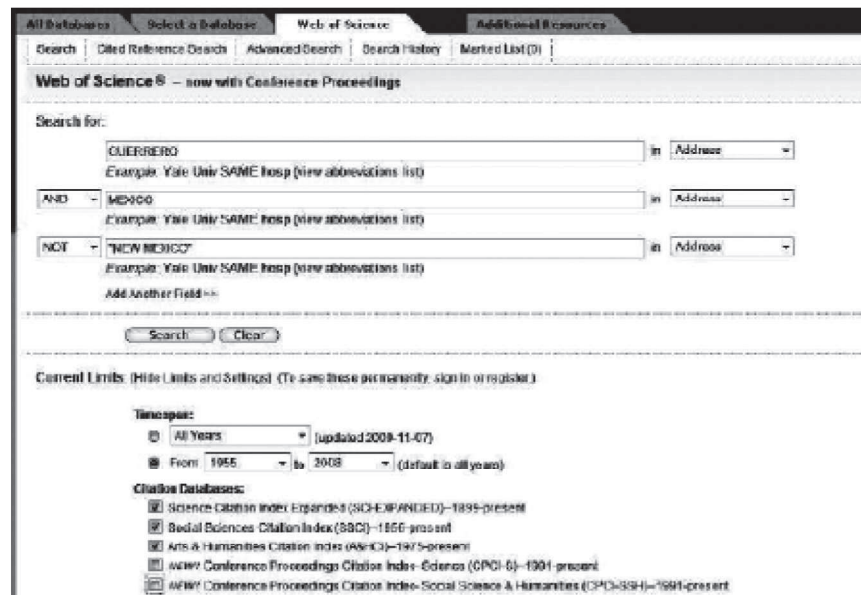 All Databases Select a Database Web of Science Additional Resources
Search Cited Reference Search Advanced Search Search History Marked List (0)
Web of Science® – now with Conference Proceedings
Search for:
GUERRERO in Address
Example: Yale Univ SAME hosp (view abbreviations list)
AND MEXICO in Address
Example: Yale Univ SAME hosp (view abbreviations list)
NOT "NEW MEXICO" in Address
Example: Yale Univ SAME hosp (view abbreviations list)
Add Another Field >>
Search Clear
Current Limits: (Hide Limits and Settings) (To save these permanently, sign in or register.)
Timespan:
All Years (updated 2009-11-07)
From 1955 to 2008 (default is all years)
Citation Databases:
Science Citation Index Expanded (SCI-EXPANDED)--1899-present
Social Sciences Citation Index (SSCI)--1956-present
Arts & Humanities Citation Index (A&HCI)--1975-present
NEW! Conference Proceedings Citation Index- Science (CPCI-S)--1991-present
NEW! Conference Proceedings Citation Index- Social Science & Humanities (CPCI-SSH)--1991-present